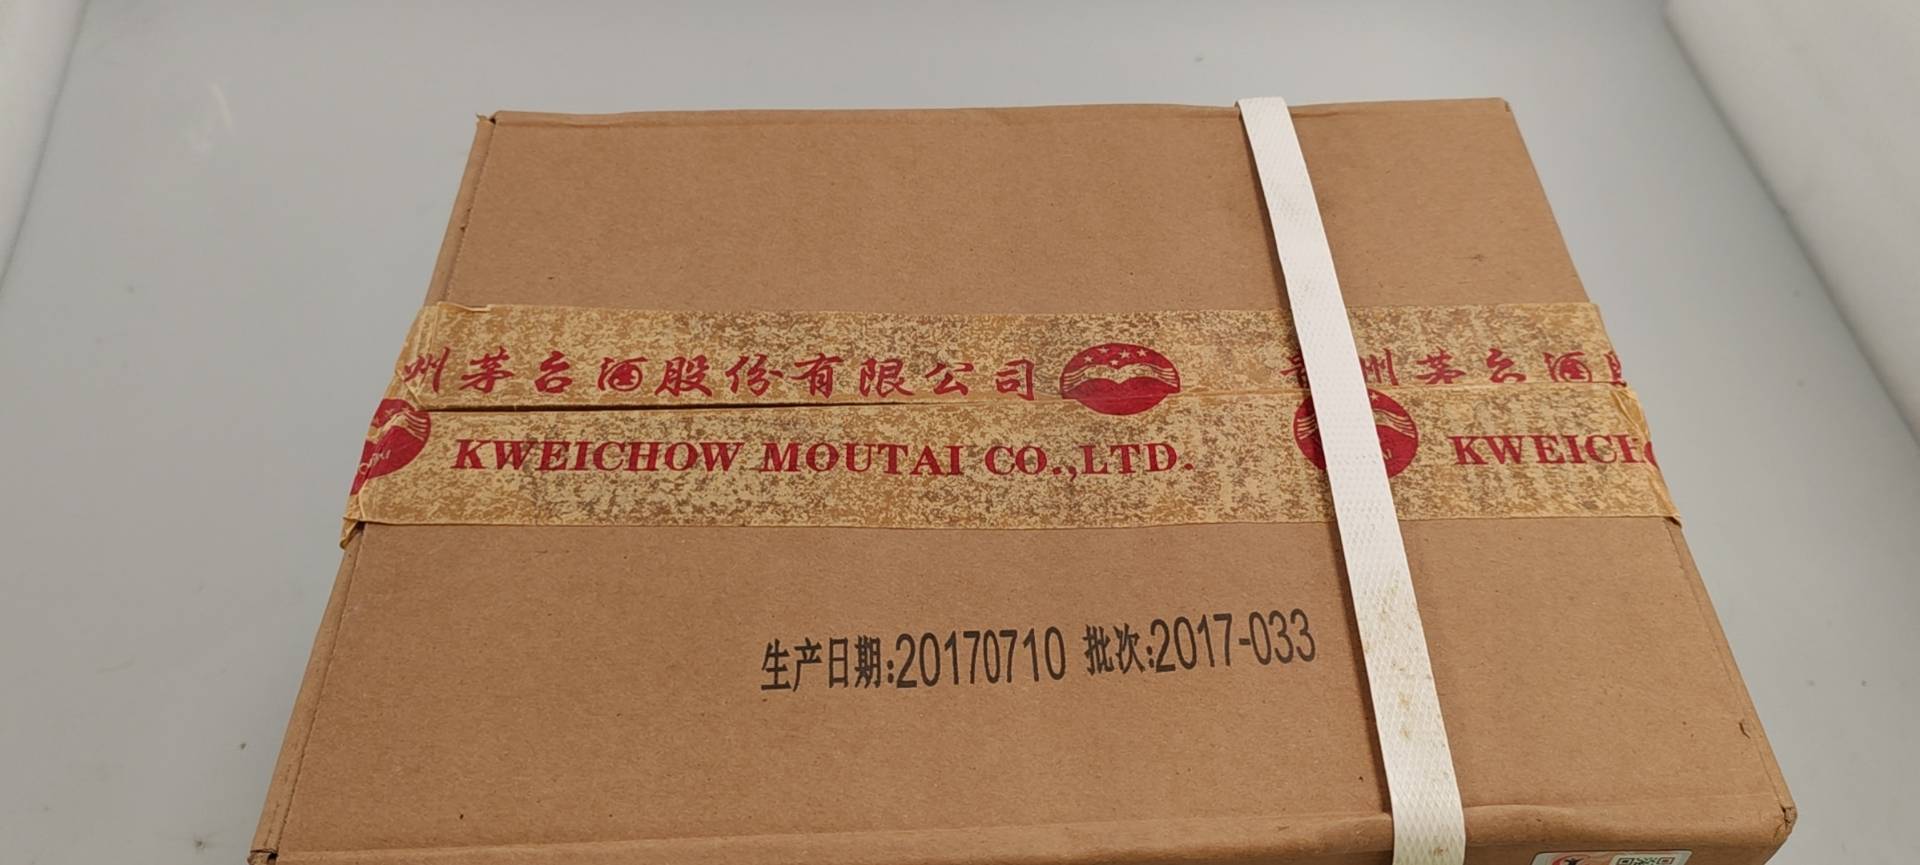 州茅台酒股份有限公司
州茅台酒
KWEICHOW MOUTAI CO.,LTD.
KWEICH
生产日期:20170710 批次:2017-033